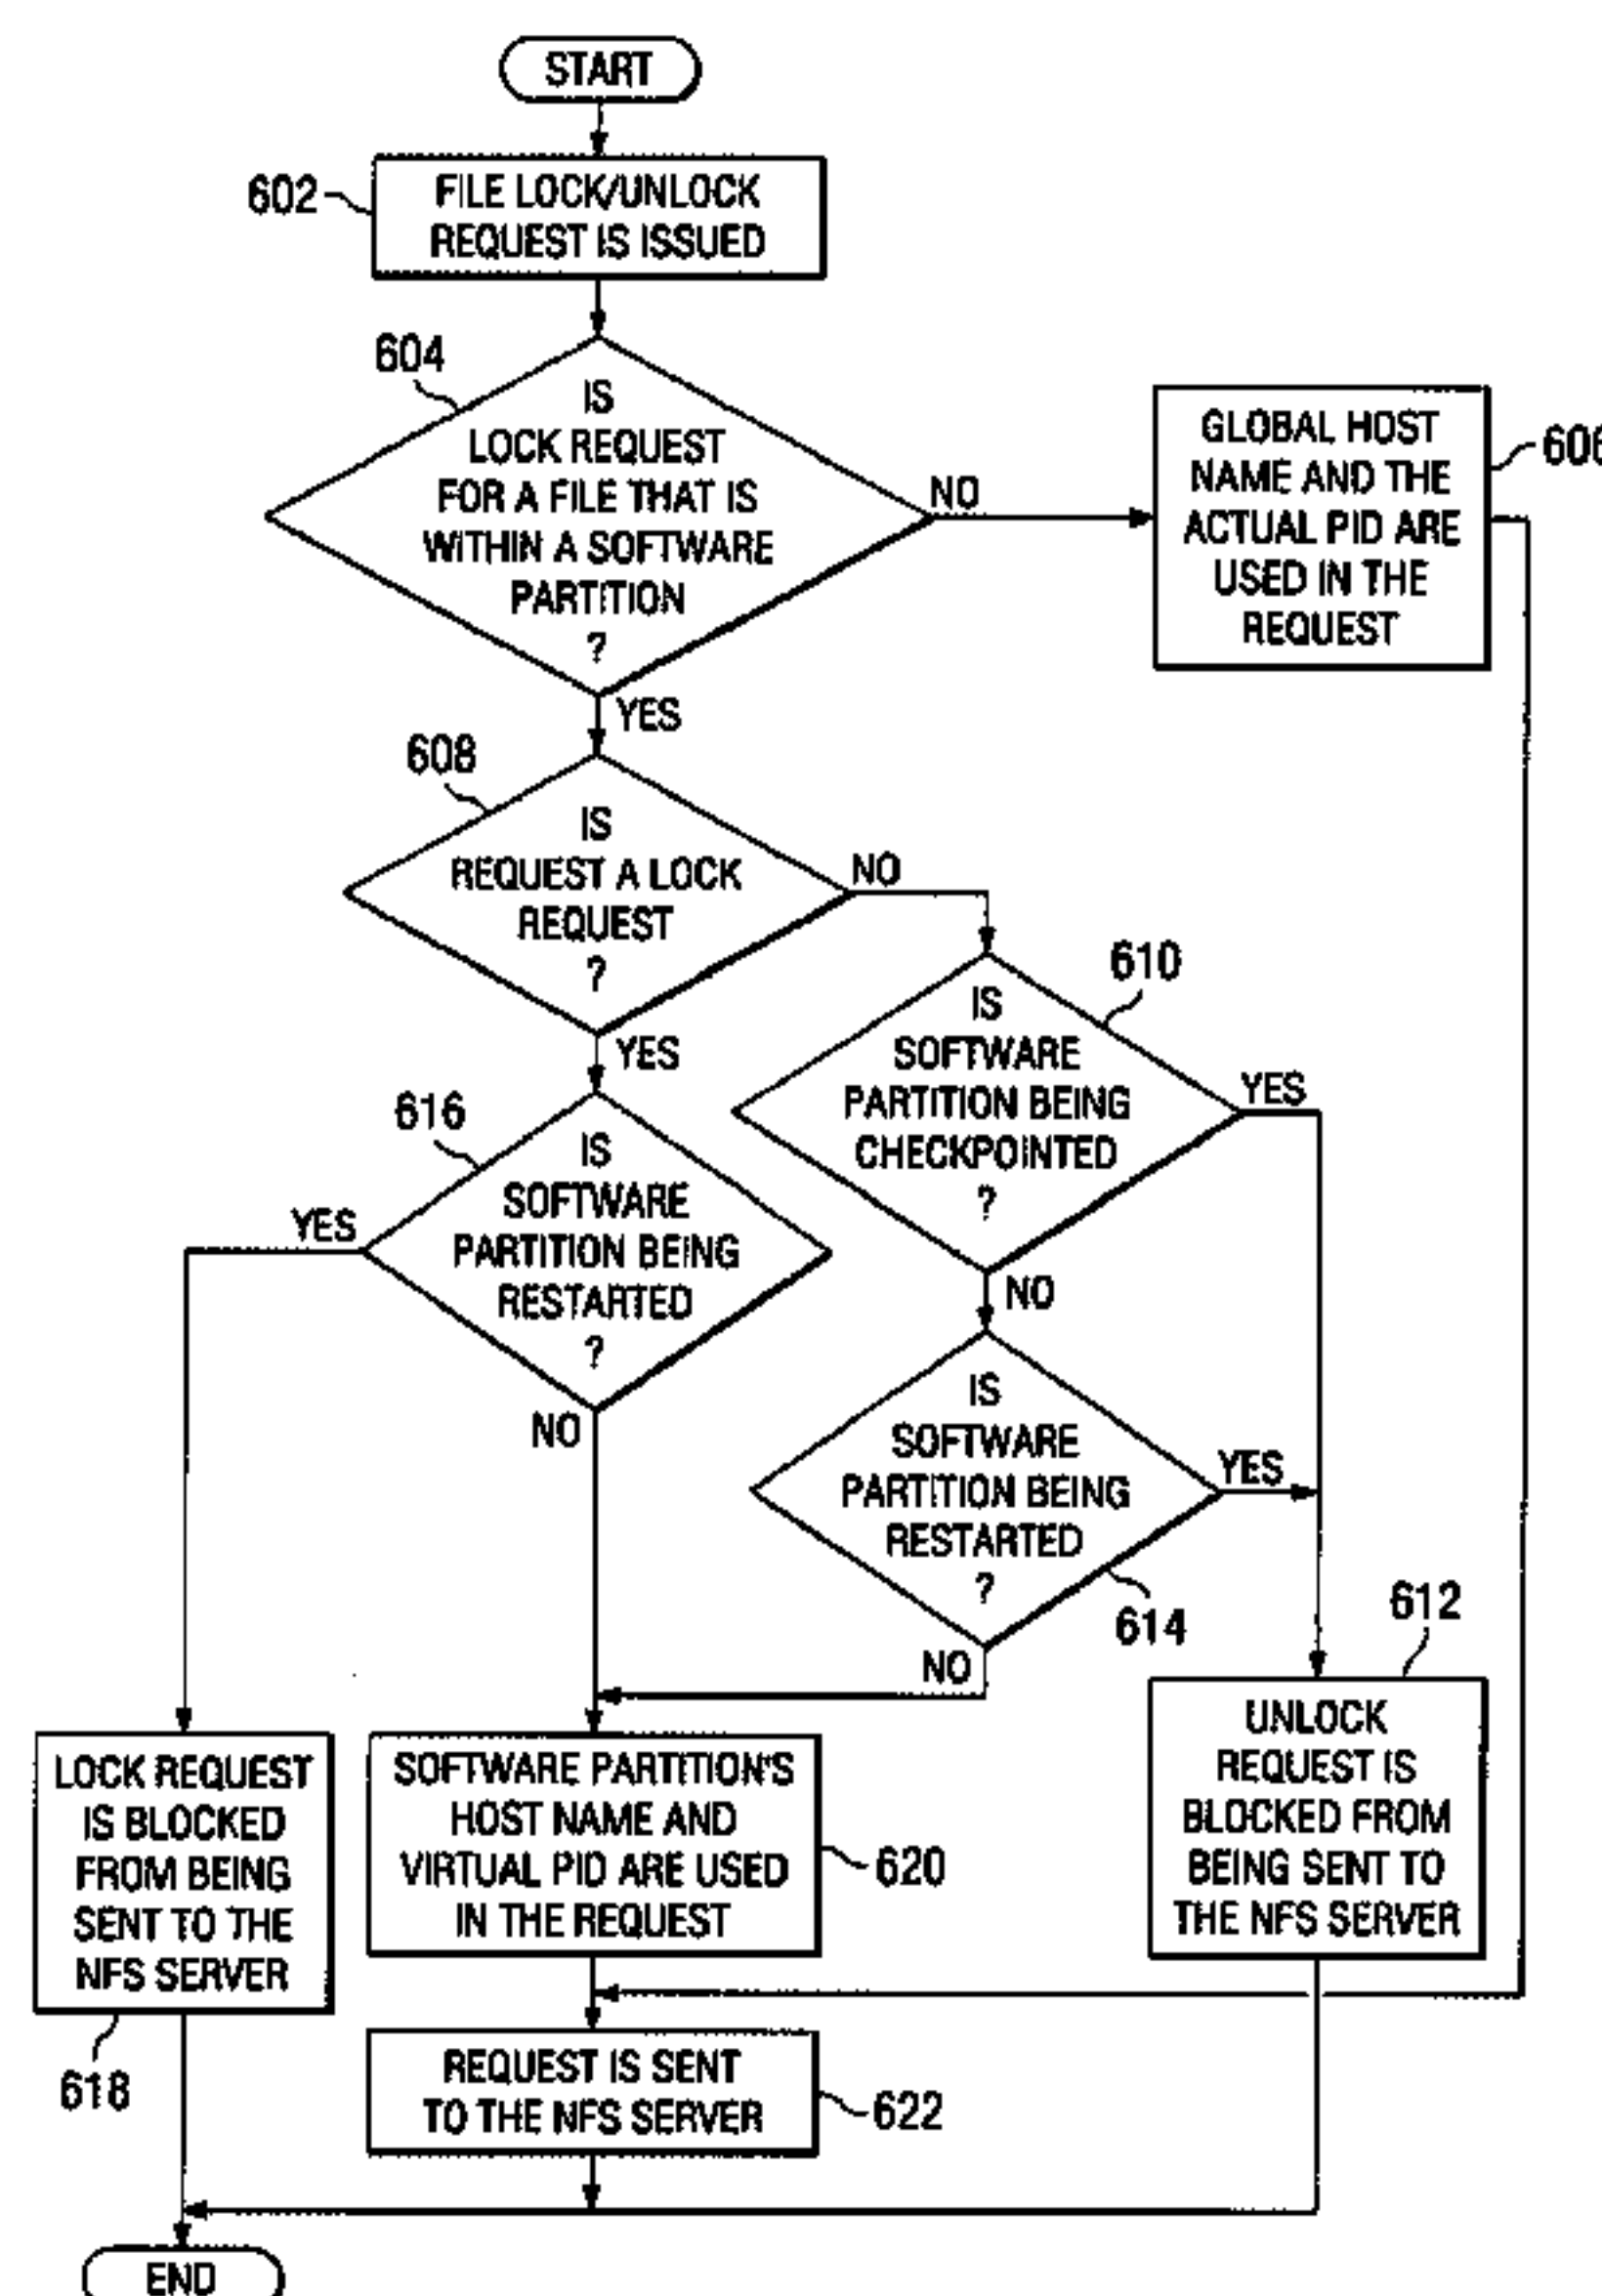 START
602
FILE LOCK/UNLOCK
REQUEST IS ISSUED
604
IS
LOCK REQUEST
FOR A FILE THAT IS
WITHIN A SOFTWARE
PARTITION
?
NO
GLOBAL HOST
NAME AND THE
ACTUAL PID ARE
USED IN THE
REQUEST
606
YES
608
IS
REQUEST A LOCK
REQUEST
?
NO
YES
610
IS
SOFTWARE
PARTITION BEING
CHECKPOINTED
?
YES
NO
616
IS
SOFTWARE
PARTITION BEING
RESTARTED
?
YES
NO
IS
SOFTWARE
PARTITION BEING
RESTARTED
?
YES
614
NO
612
UNLOCK
REQUEST IS
BLOCKED FROM
BEING SENT TO
THE NFS SERVER
LOCK REQUEST
IS BLOCKED
FROM BEING
SENT TO THE
NFS SERVER
618
SOFTWARE PARTITION'S
HOST NAME AND
VIRTUAL PID ARE USED
IN THE REQUEST
620
REQUEST IS SENT
TO THE NFS SERVER
622
END